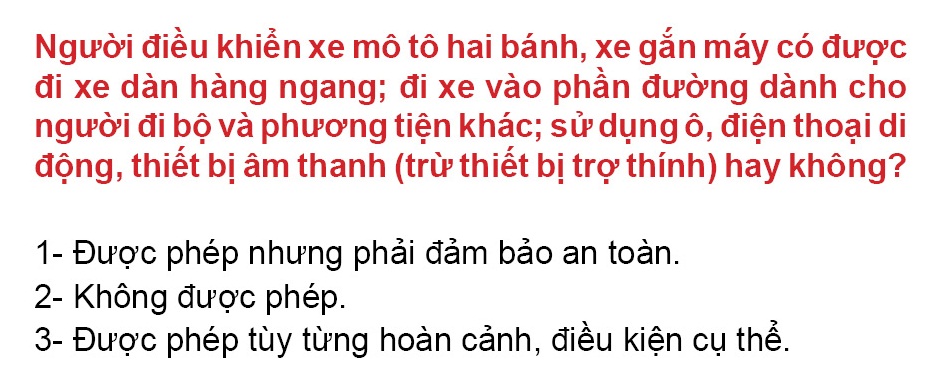 Người điều khiển xe mô tô hai bánh, xe gắn máy có được
đi xe dàn hàng ngang; đi xe vào phần đường dành cho
người đi bộ và phương tiện khác; sử dụng ô, điện thoại di
động, thiết bị âm thanh (trừ thiết bị trợ thính) hay không?
1- Được phép nhưng phải đảm bảo an toàn.
2- Không được phép.
3- Được phép tùy từng hoàn cảnh, điều kiện cụ thể.